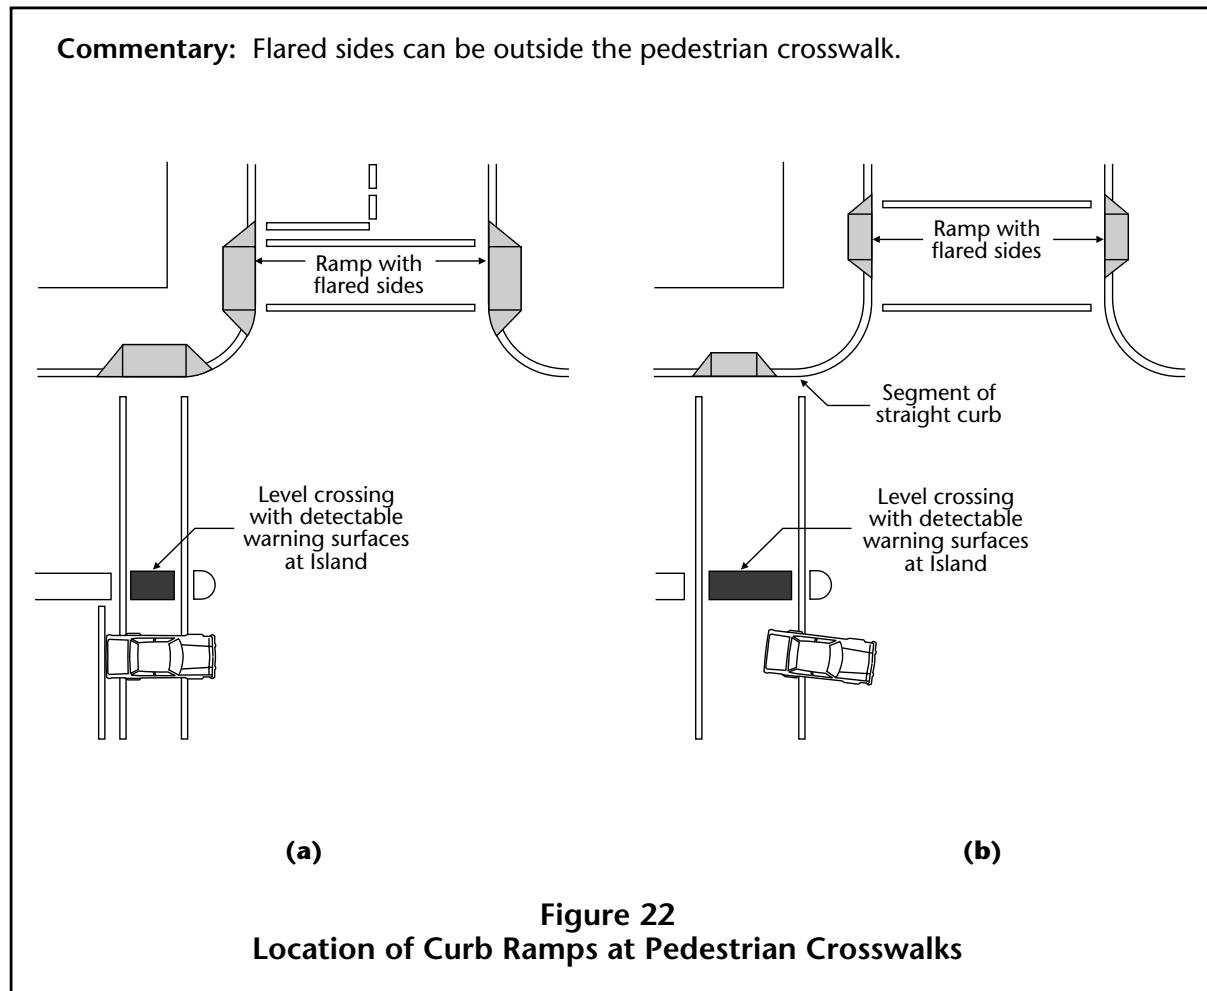 Commentary: Flared sides can be outside the pedestrian crosswalk.
Ramp with
flared sides
Level crossing
with detectable
warning surfaces
at Island
(a)
Ramp with
flared sides
Segment of
straight curb
Level crossing
with detectable
warning surfaces
at Island
(b)
Figure 22
Location of Curb Ramps at Pedestrian Crosswalks